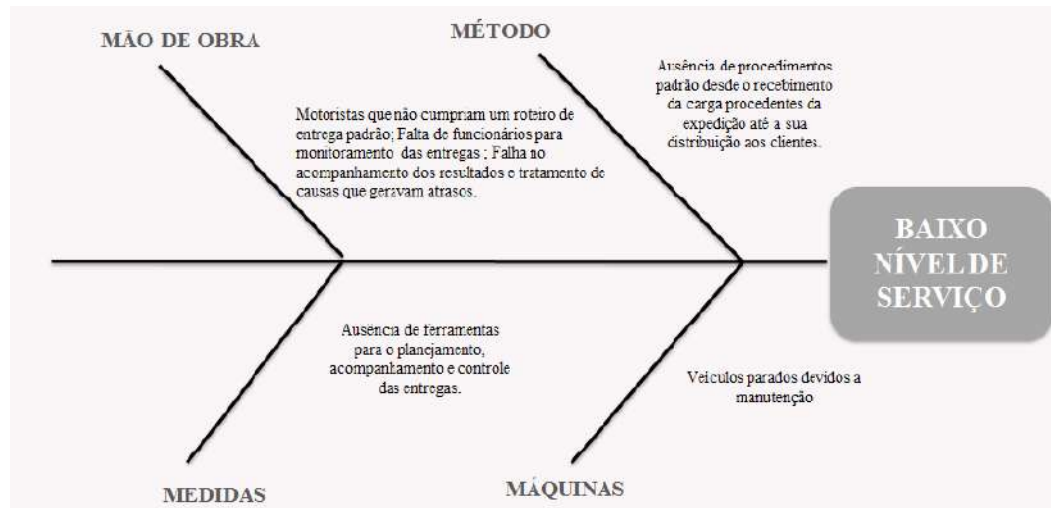 MÃO DE OBRA
MÉTODO
Ausência de procedimentos
padrão desde o recebimento
da carga procedentes da
expedição até a sua
distribuição aos clientes.
Motoristas que não cumpriam um roteiro de
entrega padrão; Falta de funcionários para
monitoramento das entregas ; Falha no
acompanhamento dos resultados e tratamento de
causas que geravam atrasos.
BAIXO
NÍVEL DE
SERVIÇO
Ausência de ferramentas
para o planejamento,
acompanhamento e controle
das entregas.
Veículos parados devidos a
manutenção
MEDIDAS
MÁQUINAS